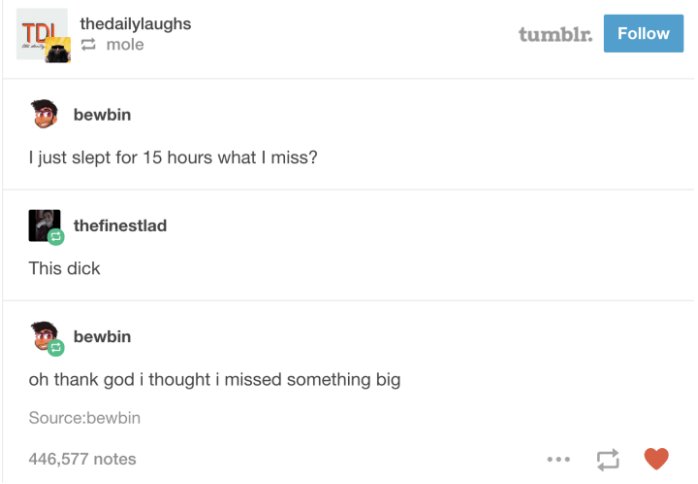 TDL
thedailylaughs
mole
tumblr.
Follow
bewbin
I just slept for 15 hours what I miss?
thefinestlad
This dick
bewbin
oh thank god i thought i missed something big
Source:bewbin
446,577 notes